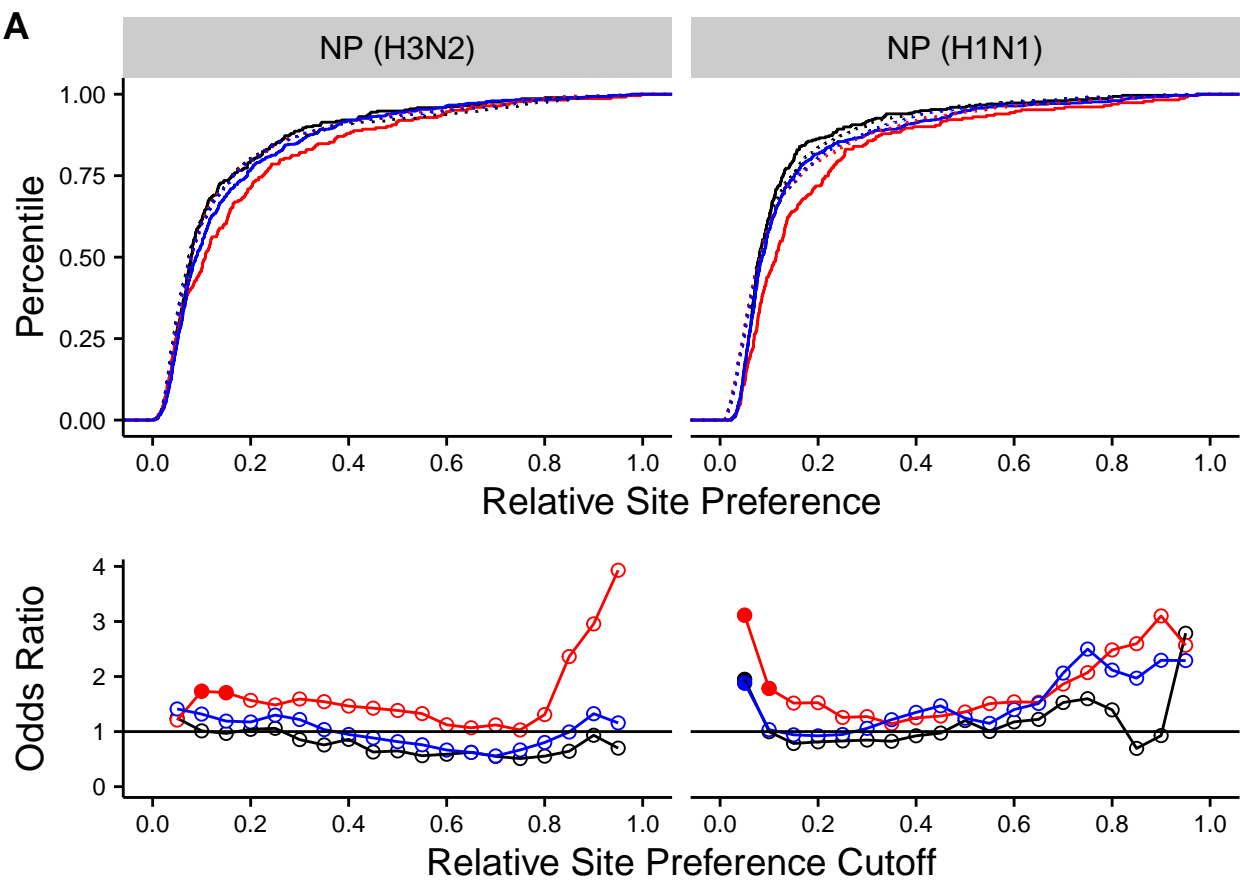 A
NP (H3N2)
NP (H1N1)
Percentile
1.00
0.75
0.50
0.25
0.00
0.0 0.2 0.4 0.6 0.8 1.0
0.0 0.2 0.4 0.6 0.8 1.0
Relative Site Preference
Odds Ratio
4
3
2
1
0
0.0 0.2 0.4 0.6 0.8 1.0
0.0 0.2 0.4 0.6 0.8 1.0
Relative Site Preference Cutoff